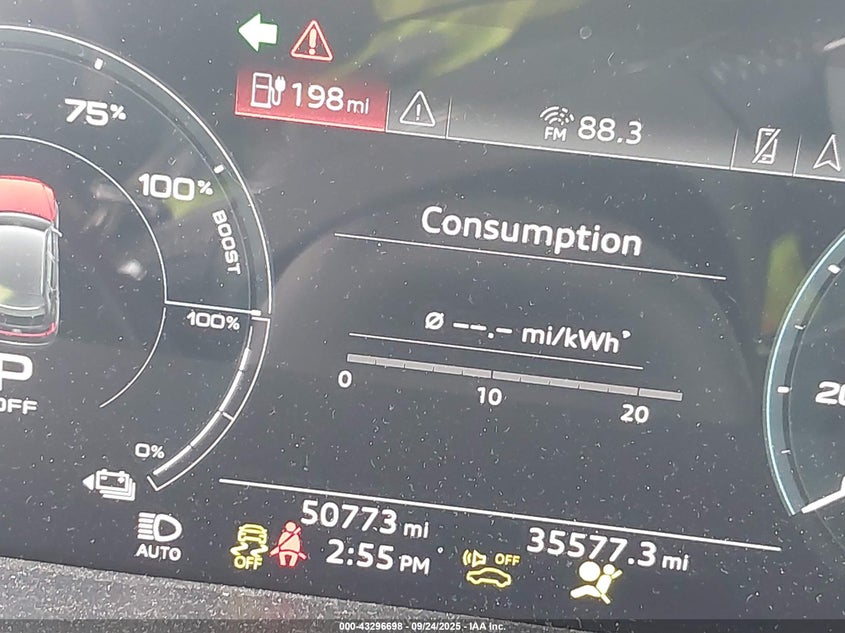 75%
198 mi
FM 88.3
100%
BOOST
Consumption
100%
Ø --.- mi/kWh
0 10 20
P
OFF
0%
50773 mi
35577.3 mi
AUTO
OFF
2:55 PM
OFF
000-43296698 - 09/24/2025 - IAA Inc.